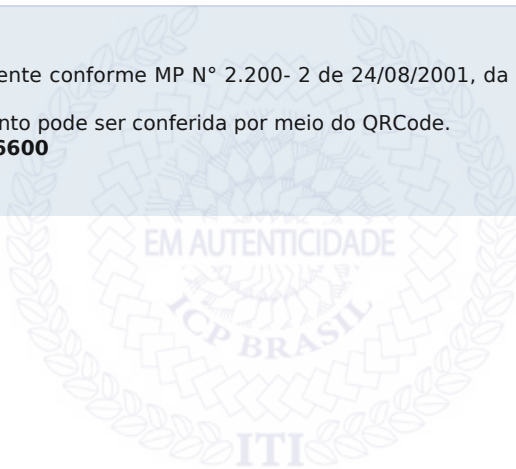 ente conforme MP N° 2.200- 2 de 24/08/2001, da
nto pode ser conferida por meio do QRCode.
6600
EM AUTENTICIDADE
ICP BRASIL
ITI